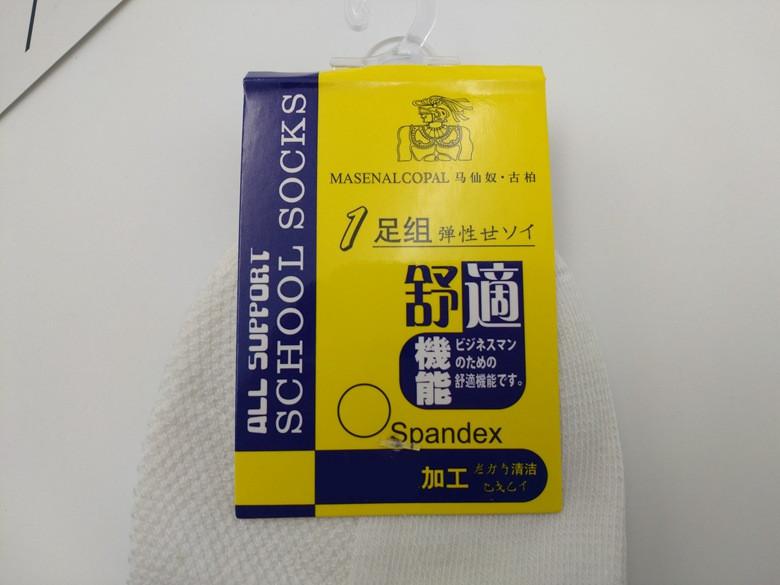 ALL SUPPORT
SCHOOL SOCKS
MASENALCOPAL 马仙奴·古柏
1 足组 弹性せソイ
舒適
機能
ビジネスマン
のための
舒適機能です。
Spandex
加工
清洁